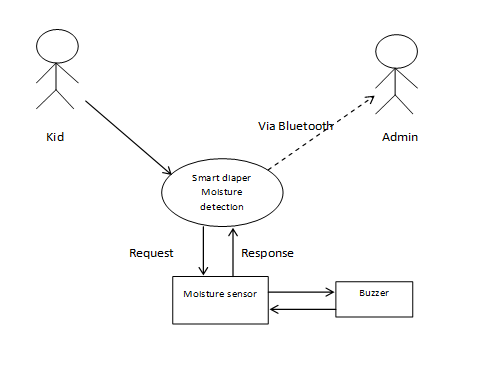 Via Bluetooth
Kid
Admin
Smart diaper
Moisture
detection
Request
Response
Moisture sensor
Buzzer